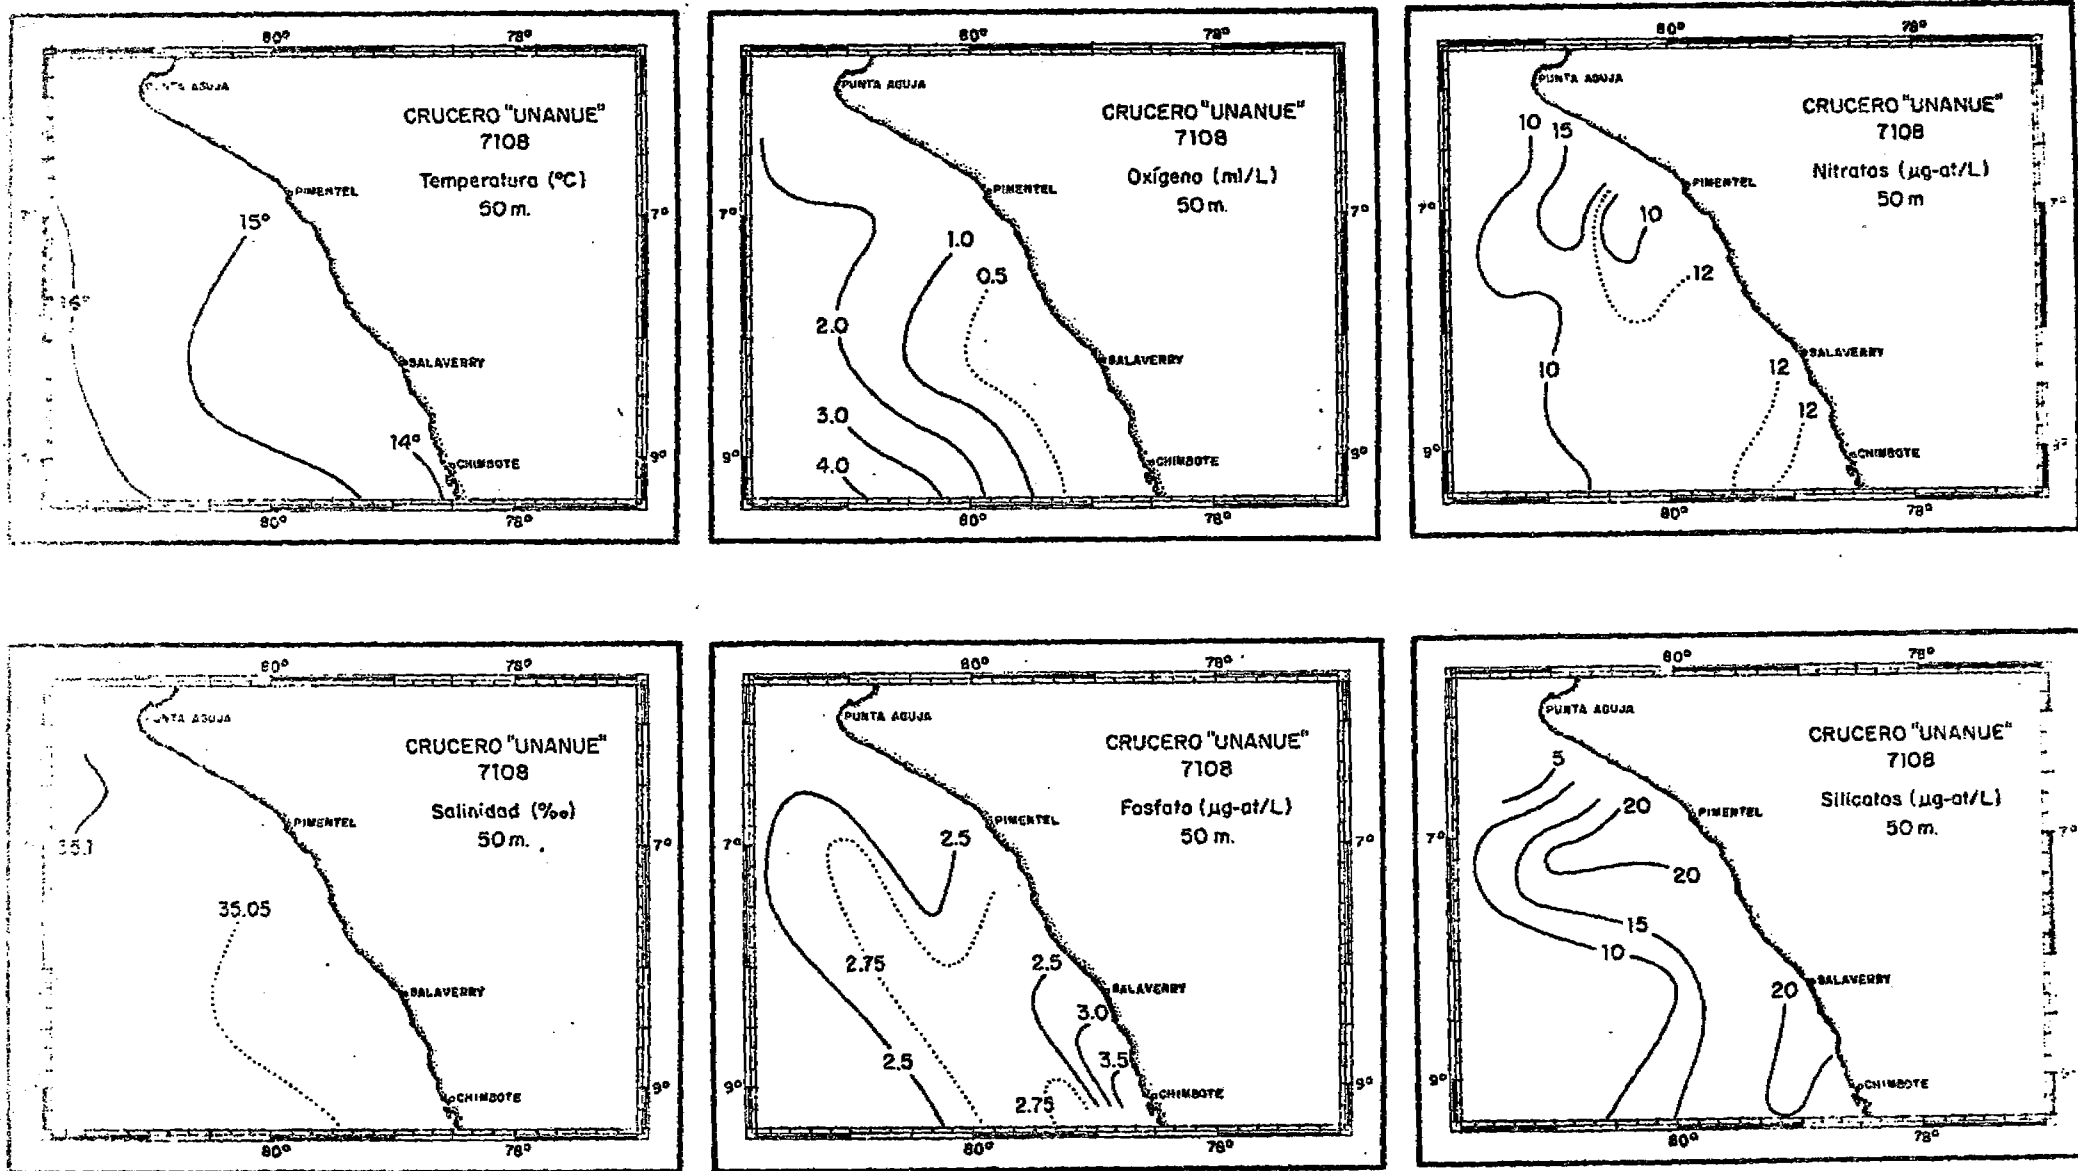 80° 78°
PUNTA AGUJA
CRUCERO "UNANUE"
7108
Temperatura (°C)
50 m.
PIMENTEL
7°
15°
16°
SALAVERRY
14°
CHIMBOTE
9°
80° 78°
80° 78°
PUNTA AGUJA
CRUCERO "UNANUE"
7108
Oxígeno (ml/L)
50 m.
PIMENTEL
7° 7°
1.0
0.5
2.0
SALAVERRY
3.0
4.0
CHIMBOTE
9° 9°
80° 78°
80° 78°
PUNTA AGUJA
CRUCERO "UNANUE"
7108
Nitratos (µg-at/L)
50 m
10 15
PIMENTEL
7° 7°
10
12
SALAVERRY
10
12
12
CHIMBOTE
9° 9°
80° 78°
80° 78°
PUNTA AGUJA
CRUCERO "UNANUE"
7108
Salinidad (‰)
50 m.
PIMENTEL
35.1
7°
35.05
SALAVERRY
CHIMBOTE
9°
80° 78°
80° 78°
PUNTA AGUJA
CRUCERO "UNANUE"
7108
Fosfato (µg-at/L)
50 m.
PIMENTEL
2.5
7° 7°
2.75
2.5
SALAVERRY
3.0
2.5
3.5
9° 9°
2.75
CHIMBOTE
80° 78°
80° 78°
PUNTA AGUJA
CRUCERO "UNANUE"
7108
Silicatos (µg-at/L)
50 m.
5
20
PIMENTEL
7° 7°
20
15
10
SALAVERRY
20
9°
CHIMBOTE
80° 78°